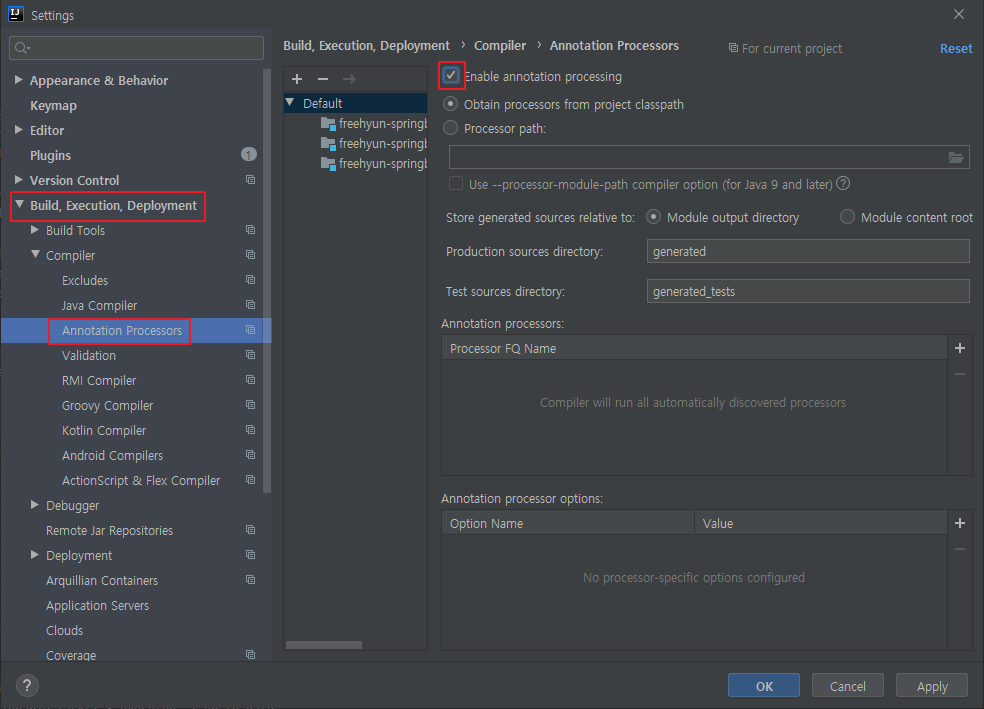 Settings
Build, Execution, Deployment › Compiler › Annotation Processors
For current project
Reset
Appearance & Behavior
Keymap
Editor
Plugins
1
Version Control
Build, Execution, Deployment
Build Tools
Compiler
Excludes
Java Compiler
Annotation Processors
Validation
RMI Compiler
Groovy Compiler
Kotlin Compiler
Android Compilers
ActionScript & Flex Compiler
Debugger
Remote Jar Repositories
Deployment
Arquillian Containers
Application Servers
Clouds
Coverage
Default
freehyun-springb
freehyun-springb
freehyun-springb
Enable annotation processing
Obtain processors from project classpath
Processor path:
Use --processor-module-path compiler option (for Java 9 and later) ?
Store generated sources relative to: Module output directory Module content root
Production sources directory: generated
Test sources directory: generated_tests
Annotation processors:
Processor FQ Name
Compiler will run all automatically discovered processors
Annotation processor options:
Option Name Value
No processor-specific options configured
?
OK Cancel Apply